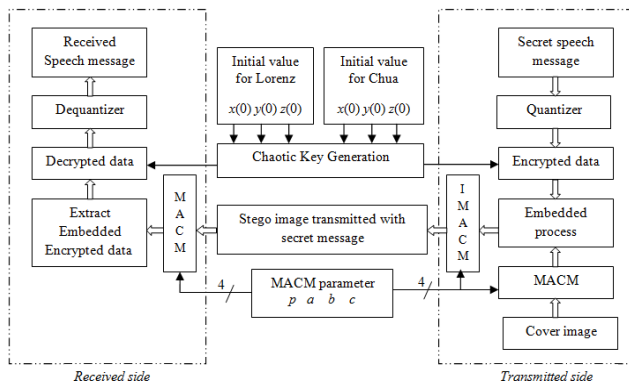 Received
Speech message
Dequantizer
Decrypted data
Extract
Embedded
Encrypted data
M
A
C
M
Initial value
for Lorenz
x(0) y(0) z(0)
Initial value
for Chua
x(0) y(0) z(0)
Chaotic Key Generation
Stego image transmitted with
secret message
4
MACM parameter
p a b c
4
I
M
A
C
M
Secret speech
message
Quantizer
Encrypted data
Embedded
process
MACM
Cover image
Received side
Transmitted side